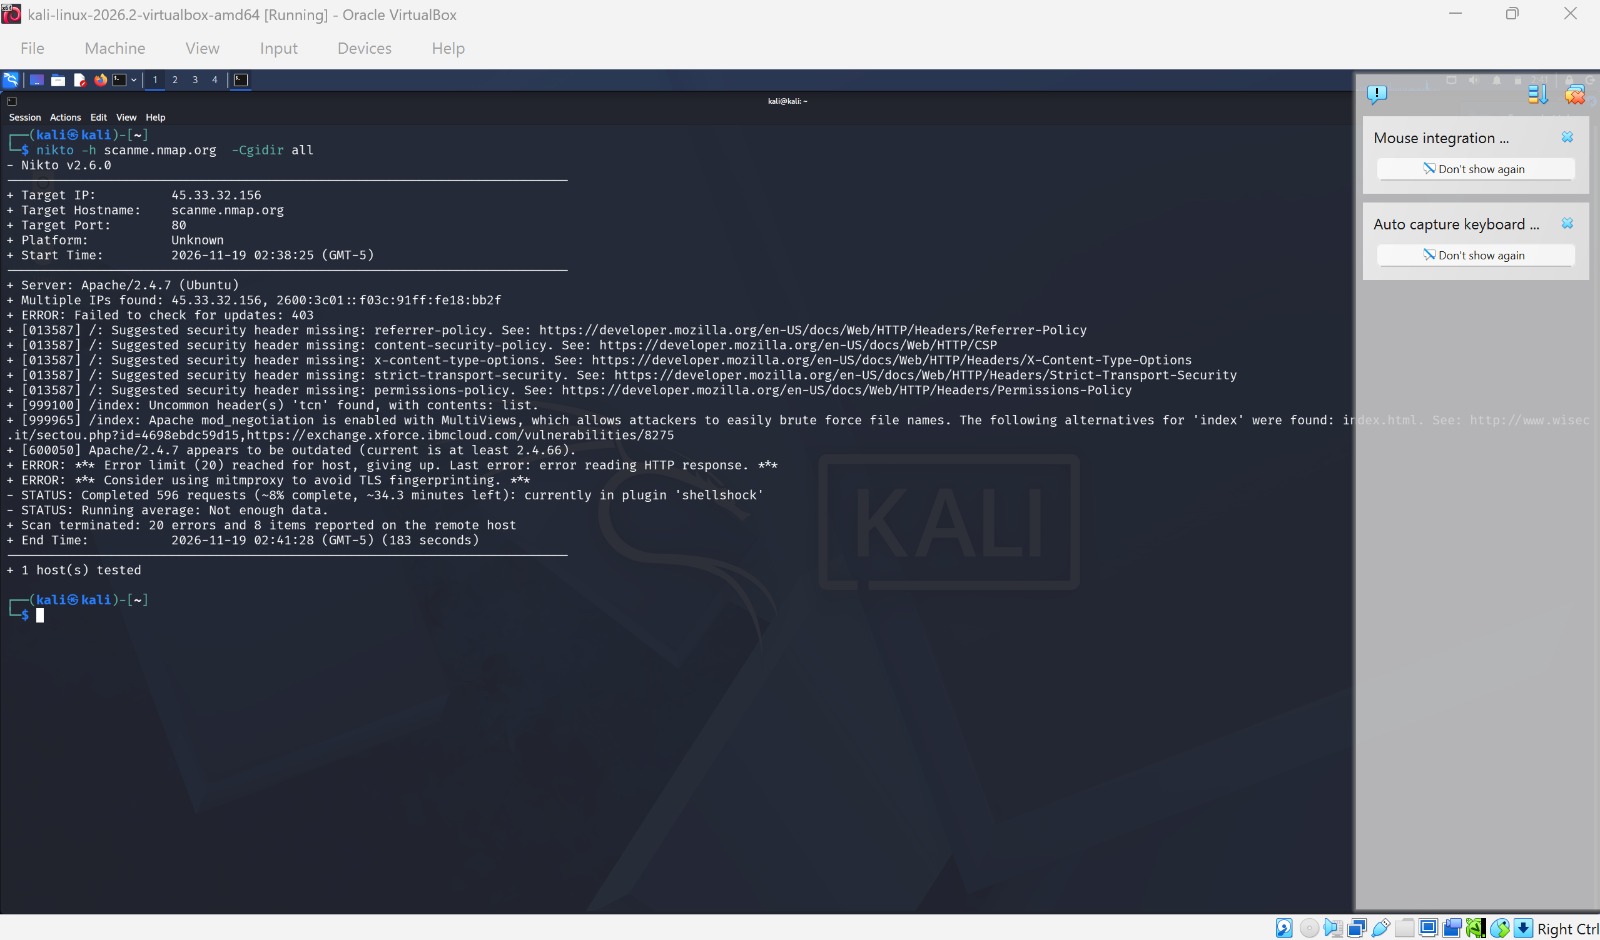 kali-linux-2026.2-virtualbox-amd64 [Running] - Oracle VirtualBox
File Machine View Input Devices Help
1 2 3 4
kali@kali: ~
Session Actions Edit View Help
┌──(kali㉿kali)-[~]
└─$ nikto -h scanme.nmap.org  -Cgidir all
- Nikto v2.6.0
+ Target IP: 45.33.32.156
+ Target Hostname: scanme.nmap.org
+ Target Port: 80
+ Platform: Unknown
+ Start Time: 2026-11-19 02:38:25 (GMT-5)
+ Server: Apache/2.4.7 (Ubuntu)
+ Multiple IPs found: 45.33.32.156, 2600:3c01::f03c:91ff:fe18:bb2f
+ ERROR: Failed to check for updates: 403
+ [013587] /: Suggested security header missing: referrer-policy. See: https://developer.mozilla.org/en-US/docs/Web/HTTP/Headers/Referrer-Policy
+ [013587] /: Suggested security header missing: content-security-policy. See: https://developer.mozilla.org/en-US/docs/Web/HTTP/CSP
+ [013587] /: Suggested security header missing: x-content-type-options. See: https://developer.mozilla.org/en-US/docs/Web/HTTP/Headers/X-Content-Type-Options
+ [013587] /: Suggested security header missing: strict-transport-security. See: https://developer.mozilla.org/en-US/docs/Web/HTTP/Headers/Strict-Transport-Security
+ [013587] /: Suggested security header missing: permissions-policy. See: https://developer.mozilla.org/en-US/docs/Web/HTTP/Headers/Permissions-Policy
+ [999100] /index: Uncommon header(s) 'tcn' found, with contents: list.
+ [999965] /index: Apache mod_negotiation is enabled with MultiViews, which allows attackers to easily brute force file names. The following alternatives for 'index' were found: index.html. See: http://www.wisec
.it/sectou.php?id=4698ebdc59d15,https://exchange.xforce.ibmcloud.com/vulnerabilities/8275
+ [600050] Apache/2.4.7 appears to be outdated (current is at least 2.4.66).
+ ERROR: *** Error limit (20) reached for host, giving up. Last error: error reading HTTP response. ***
+ ERROR: *** Consider using mitmproxy to avoid TLS fingerprinting. ***
- STATUS: Completed 596 requests (~8% complete, ~34.3 minutes left): currently in plugin 'shellshock'
- STATUS: Running average: Not enough data.
+ Scan terminated: 20 errors and 8 items reported on the remote host
+ End Time: 2026-11-19 02:41:28 (GMT-5) (183 seconds)
+ 1 host(s) tested
┌──(kali㉿kali)-[~]
└─$
KALI
Mouse integration ...
Don't show again
Auto capture keyboard ...
Don't show again
Right Ctrl